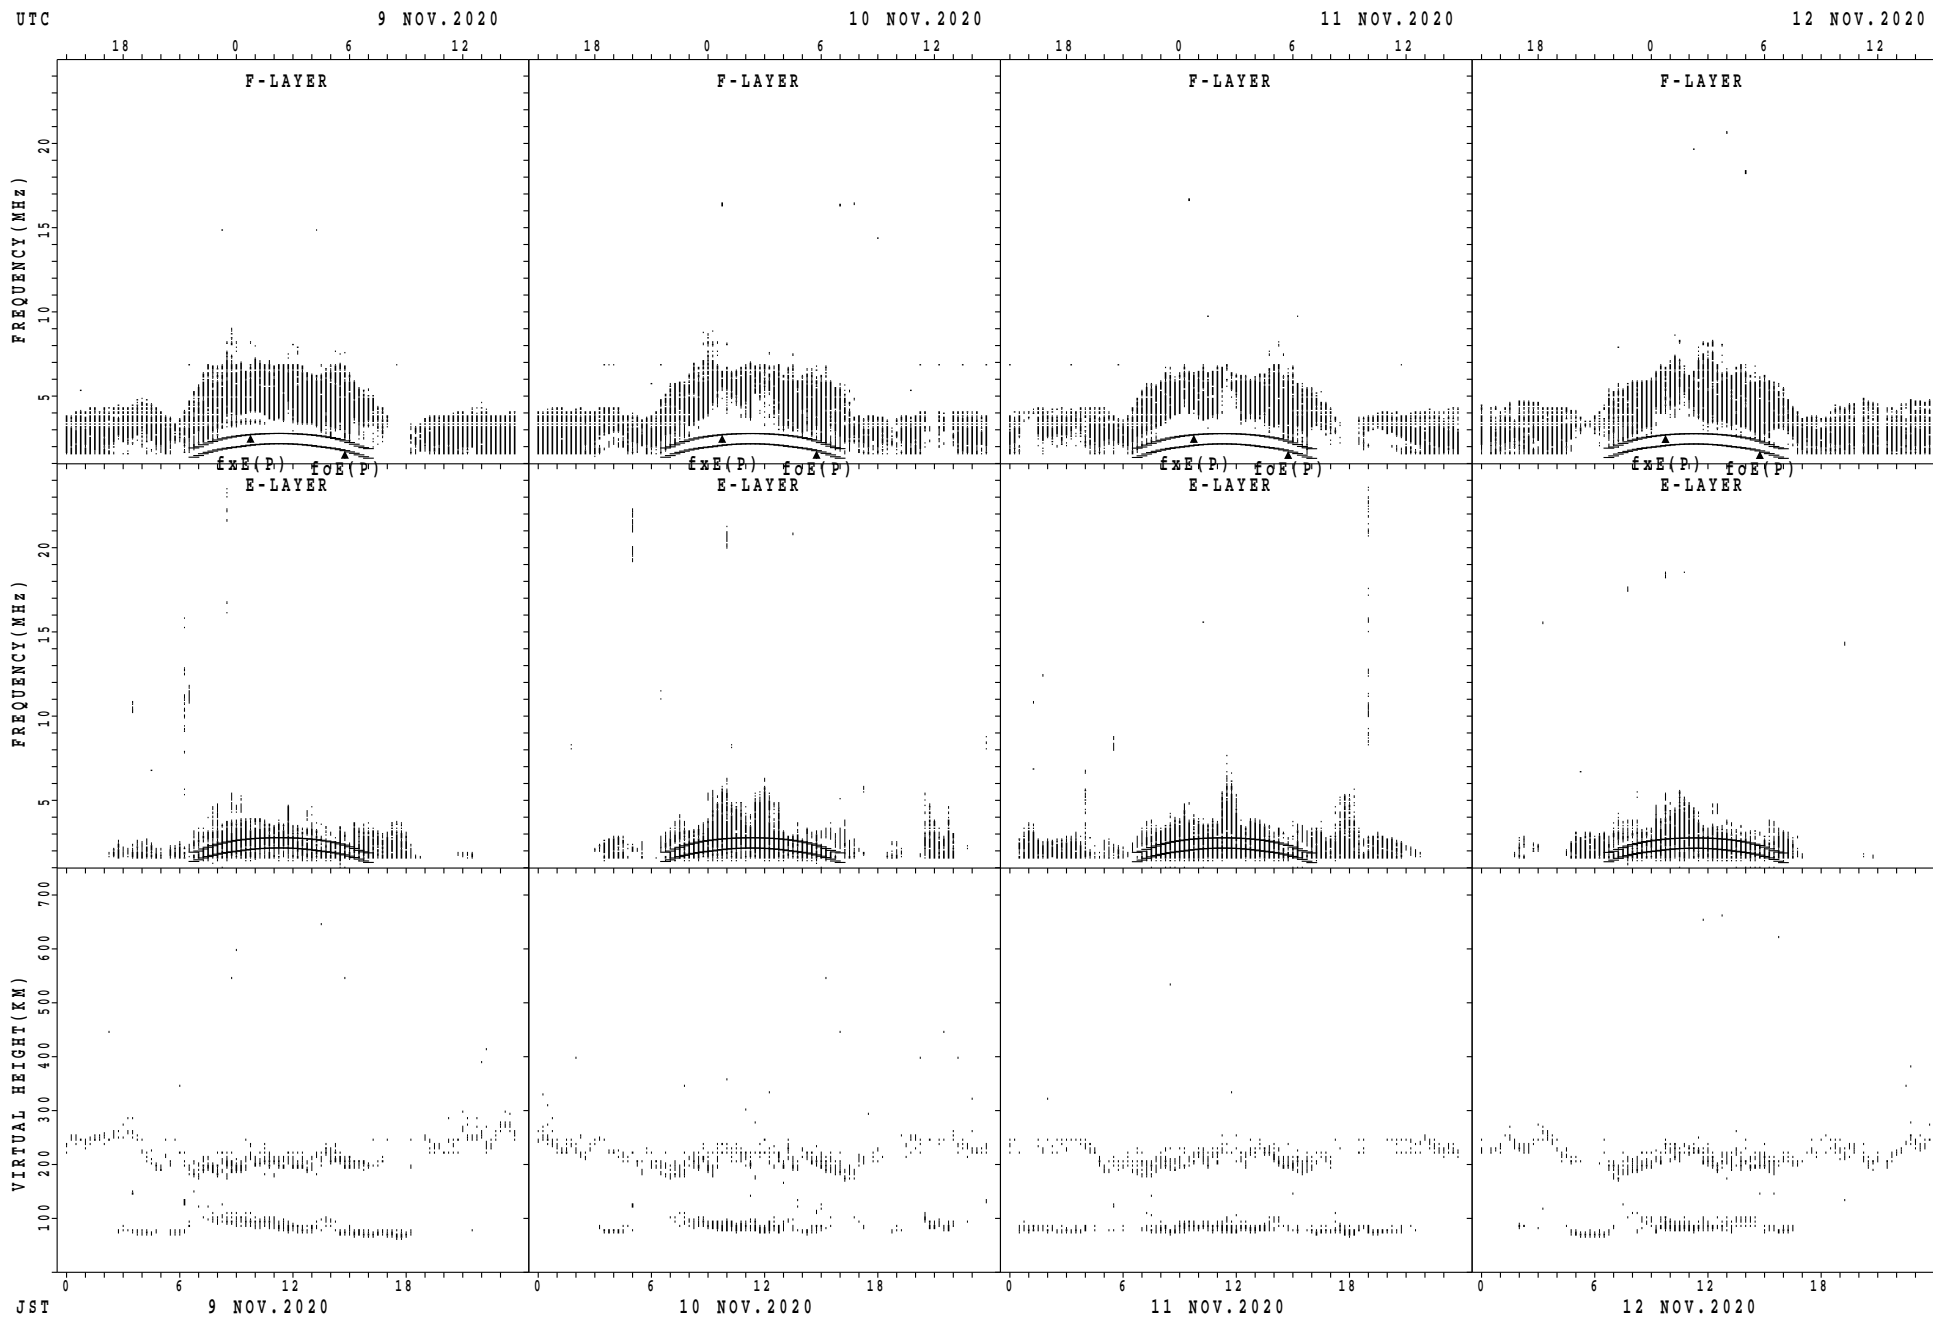 UTC 9 NOV.2020 10 NOV.2020 11 NOV.2020 12 NOV.2020
18 0 6 12 18 0 6 12 18 0 6 12 18 0 6 12
F-LAYER F-LAYER F-LAYER F-LAYER
FREQUENCY(MHz)
20
15
10
5
fxE(P) foE(P) fxE(P) foE(P) fxE(P) foE(P) fxE(P) foE(P)
E-LAYER E-LAYER E-LAYER E-LAYER
FREQUENCY(MHz)
20
15
10
5
VIRTUAL HEIGHT(KM)
700
600
500
400
300
200
100
0 6 12 18 0 6 12 18 0 6 12 18 0 6 12 18
JST 9 NOV.2020 10 NOV.2020 11 NOV.2020 12 NOV.2020